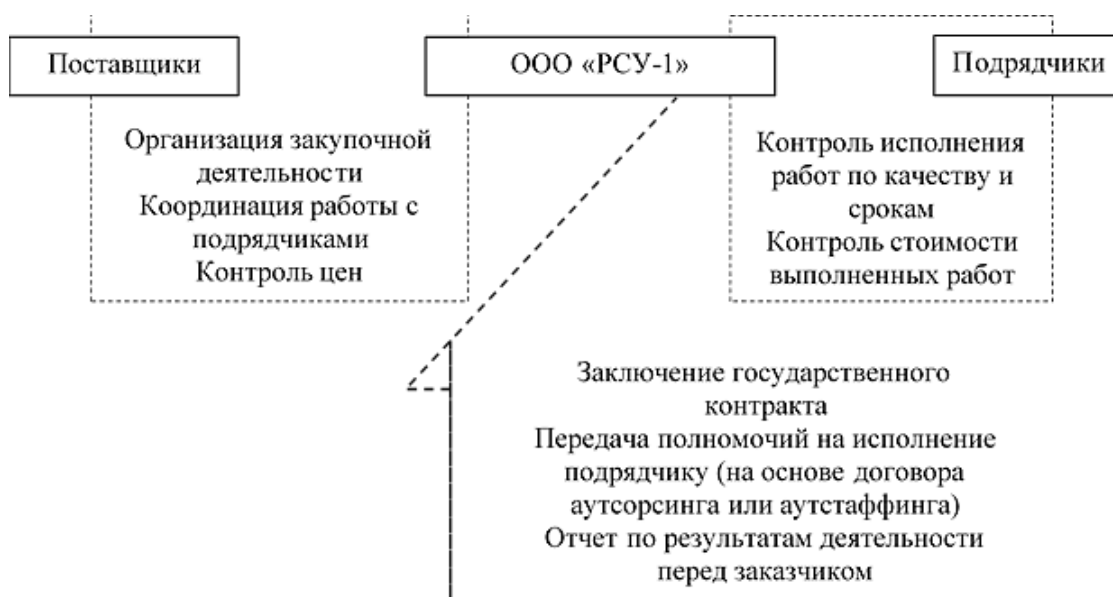 Поставщики
ООО «РСУ-1»
Подрядчики
Организация закупочной
деятельности
Координация работы с
подрядчиками
Контроль цен
Контроль исполнения
работ по качеству и
срокам
Контроль стоимости
выполненных работ
Заключение государственного
контракта
Передача полномочий на исполнение
подрядчику (на основе договора
аутсорсинга или аутстаффинга)
Отчет по результатам деятельности
перед заказчиком